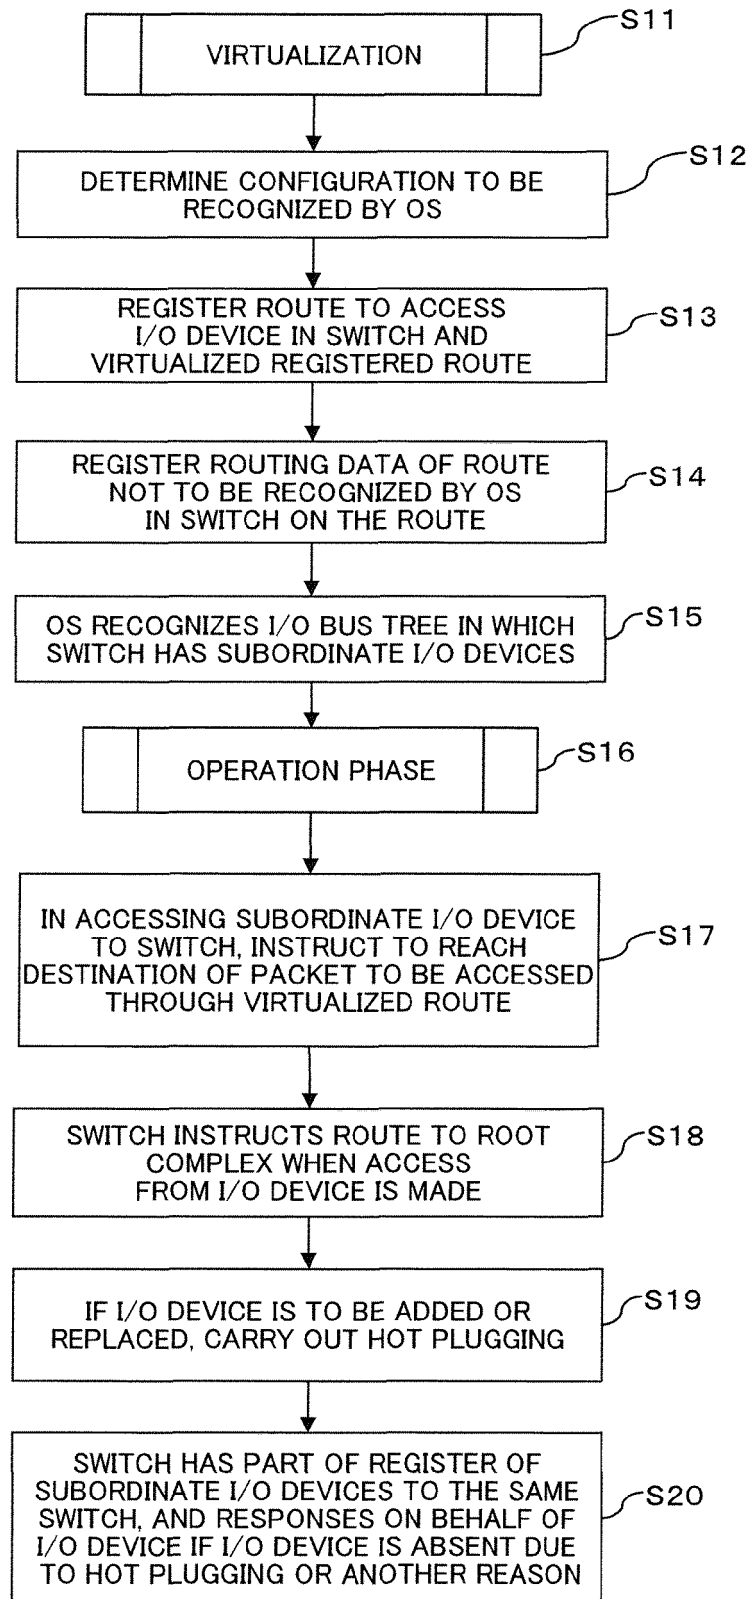 S11
VIRTUALIZATION
S12
DETERMINE CONFIGURATION TO BE
RECOGNIZED BY OS
S13
REGISTER ROUTE TO ACCESS
I/O DEVICE IN SWITCH AND
VIRTUALIZED REGISTERED ROUTE
S14
REGISTER ROUTING DATA OF ROUTE
NOT TO BE RECOGNIZED BY OS
IN SWITCH ON THE ROUTE
S15
OS RECOGNIZES I/O BUS TREE IN WHICH
SWITCH HAS SUBORDINATE I/O DEVICES
S16
OPERATION PHASE
S17
IN ACCESSING SUBORDINATE I/O DEVICE
TO SWITCH, INSTRUCT TO REACH
DESTINATION OF PACKET TO BE ACCESSED
THROUGH VIRTUALIZED ROUTE
S18
SWITCH INSTRUCTS ROUTE TO ROOT
COMPLEX WHEN ACCESS
FROM I/O DEVICE IS MADE
S19
IF I/O DEVICE IS TO BE ADDED OR
REPLACED, CARRY OUT HOT PLUGGING
S20
SWITCH HAS PART OF REGISTER OF
SUBORDINATE I/O DEVICES TO THE SAME
SWITCH, AND RESPONSES ON BEHALF OF
I/O DEVICE IF I/O DEVICE IS ABSENT DUE
TO HOT PLUGGING OR ANOTHER REASON